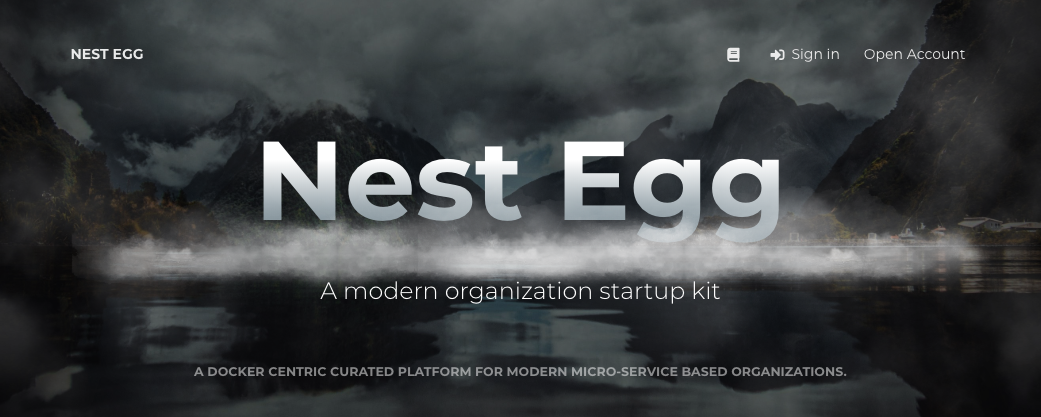 NEST EGG
Sign in
Open Account
Nest Egg
A modern organization startup kit
A DOCKER CENTRIC CURATED PLATFORM FOR MODERN MICRO-SERVICE BASED ORGANIZATIONS.